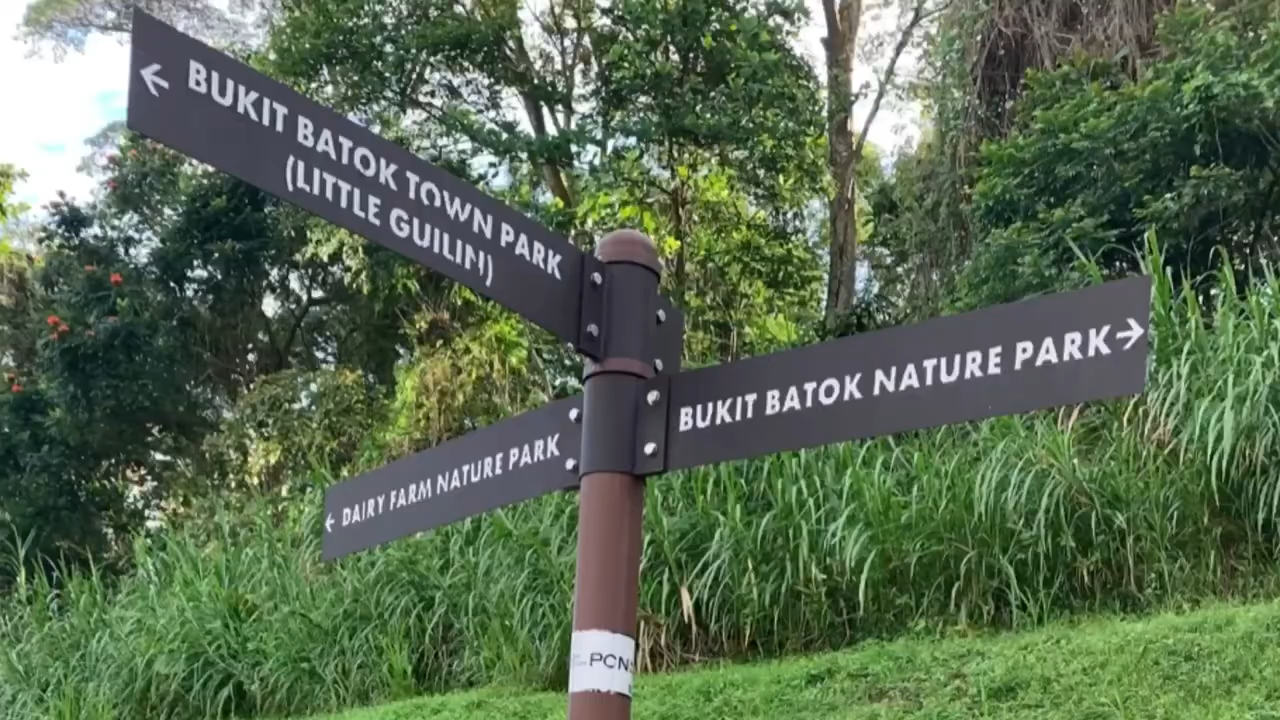 ← BUKIT BATOK TOWN PARK
(LITTLE GUILIN)
BUKIT BATOK NATURE PARK →
← DAIRY FARM NATURE PARK
PCN